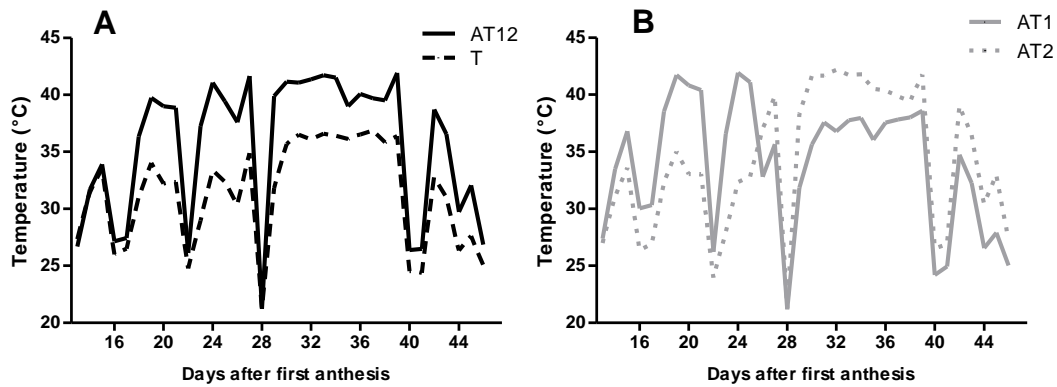 A
AT12
T
Temperature (°C)
45
40
35
30
25
20
16 20 24 28 32 36 40 44
Days after first anthesis
B
AT1
AT2
Temperature (°C)
45
40
35
30
25
20
16 20 24 28 32 36 40 44
Days after first anthesis